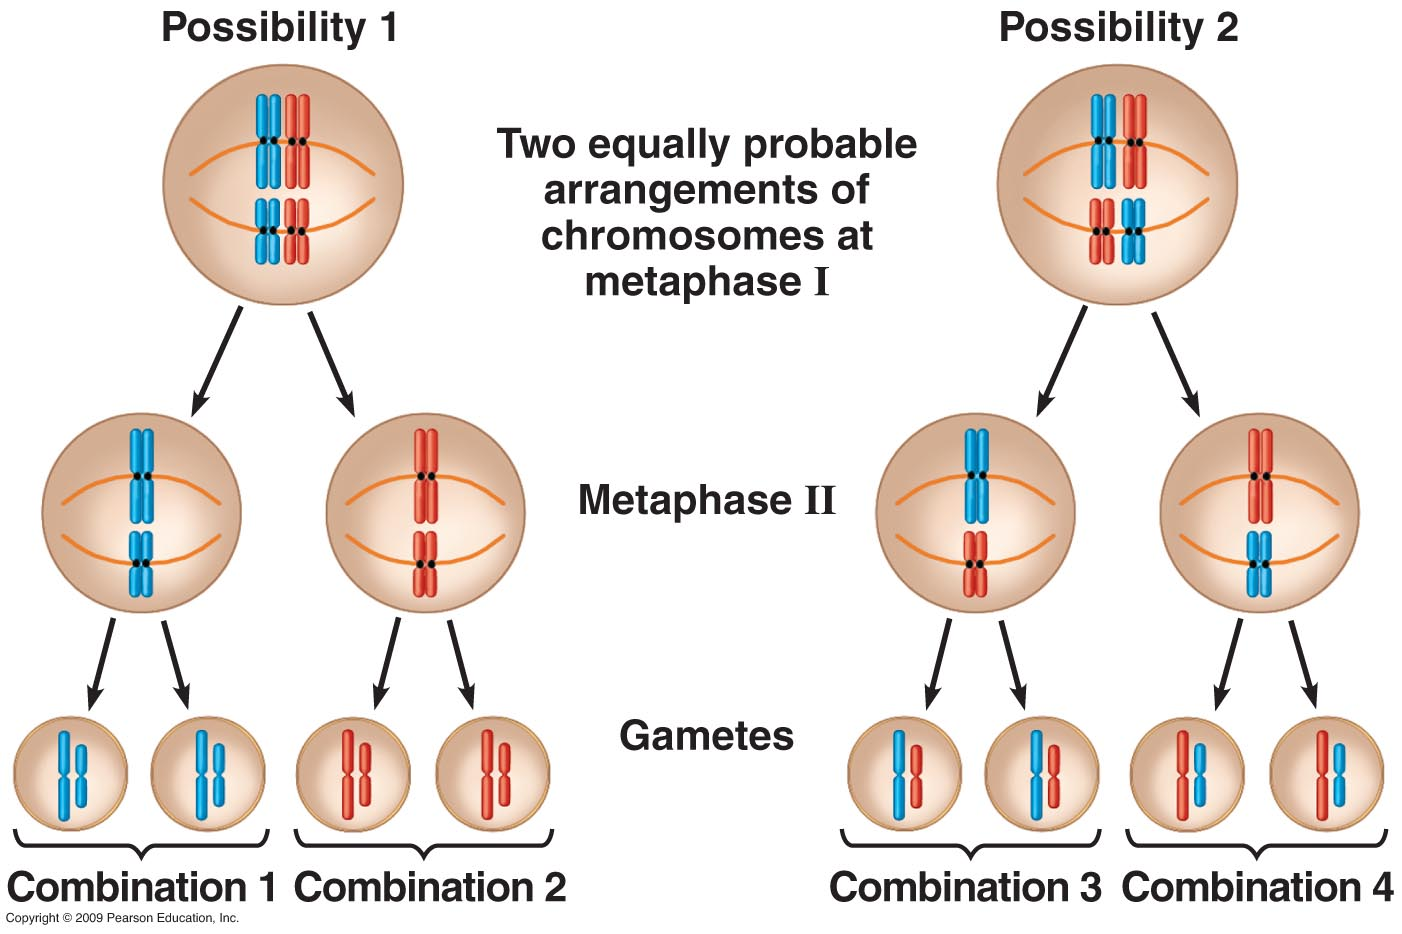 Possibility 1
Possibility 2
Two equally probable
arrangements of
chromosomes at
metaphase I
Metaphase II
Gametes
Combination 1
Combination 2
Combination 3
Combination 4
Copyright © 2009 Pearson Education, Inc.